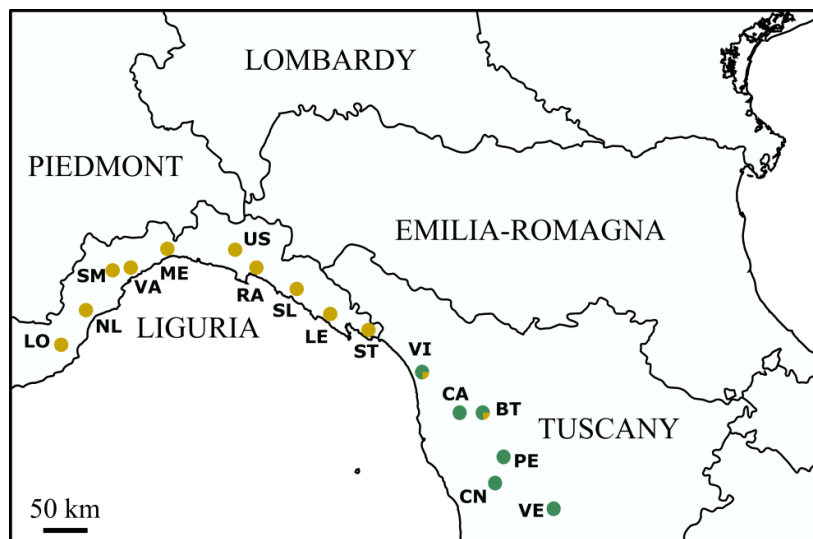 LOMBARDY
PIEDMONT
EMILIA-ROMAGNA
US
SM
VA
ME
RA
NL
SL
LIGURIA
LE
LO
ST
VI
CA
BT
TUSCANY
PE
CN
VE
50 km